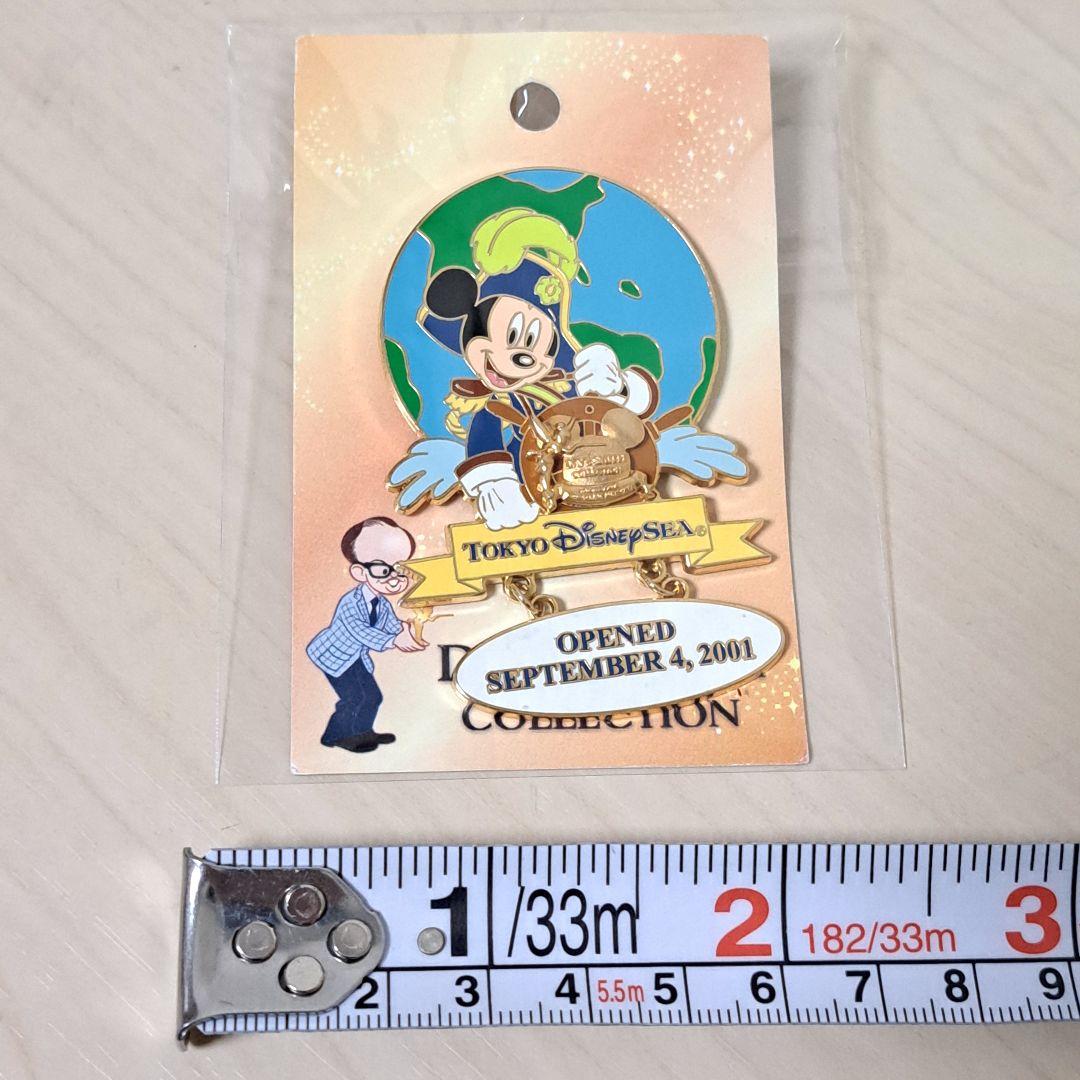 TOKYO DISNEYSEA®
OPENED
SEPTEMBER 4, 2001
D
COLLECTION
1 /33m 2 182/33m 3
2 3 4 5.5m 5 6 7 8 9